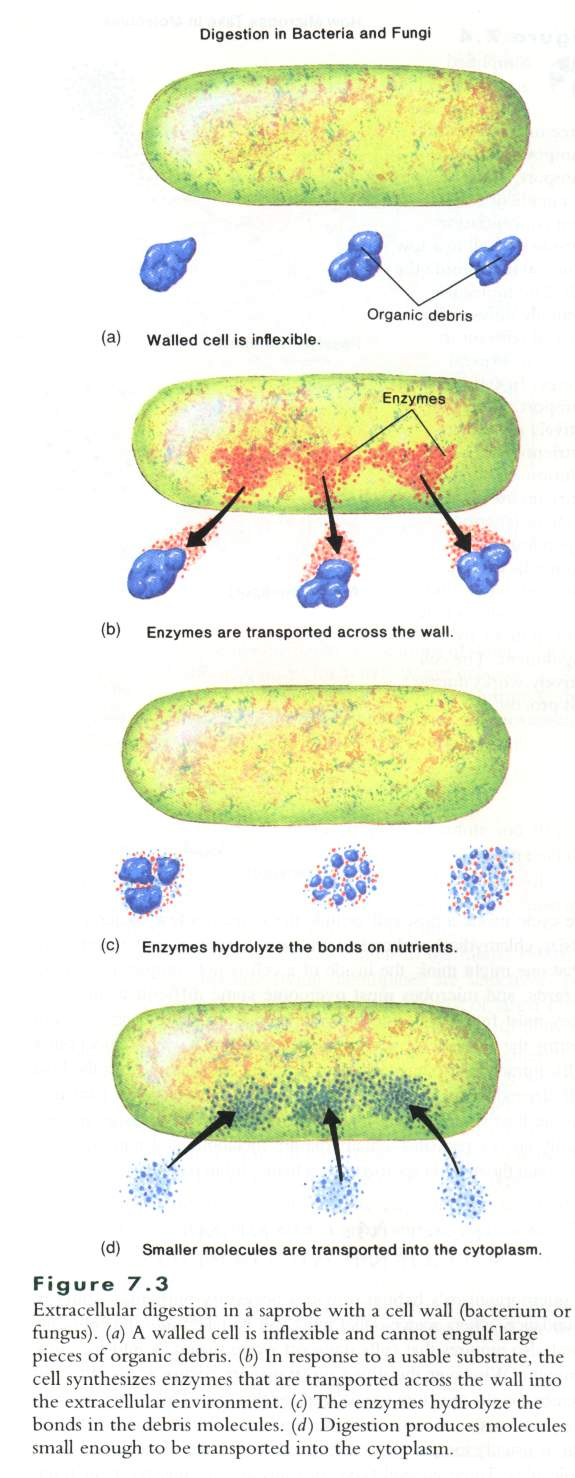 Digestion in Bacteria and Fungi
Organic debris
(a) Walled cell is inflexible.
Enzymes
(b) Enzymes are transported across the wall.
(c) Enzymes hydrolyze the bonds on nutrients.
(d) Smaller molecules are transported into the cytoplasm.
Figure 7.3
Extracellular digestion in a saprobe with a cell wall (bacterium or
fungus). (a) A walled cell is inflexible and cannot engulf large
pieces of organic debris. (b) In response to a usable substrate, the
cell synthesizes enzymes that are transported across the wall into
the extracellular environment. (c) The enzymes hydrolyze the
bonds in the debris molecules. (d) Digestion produces molecules
small enough to be transported into the cytoplasm.